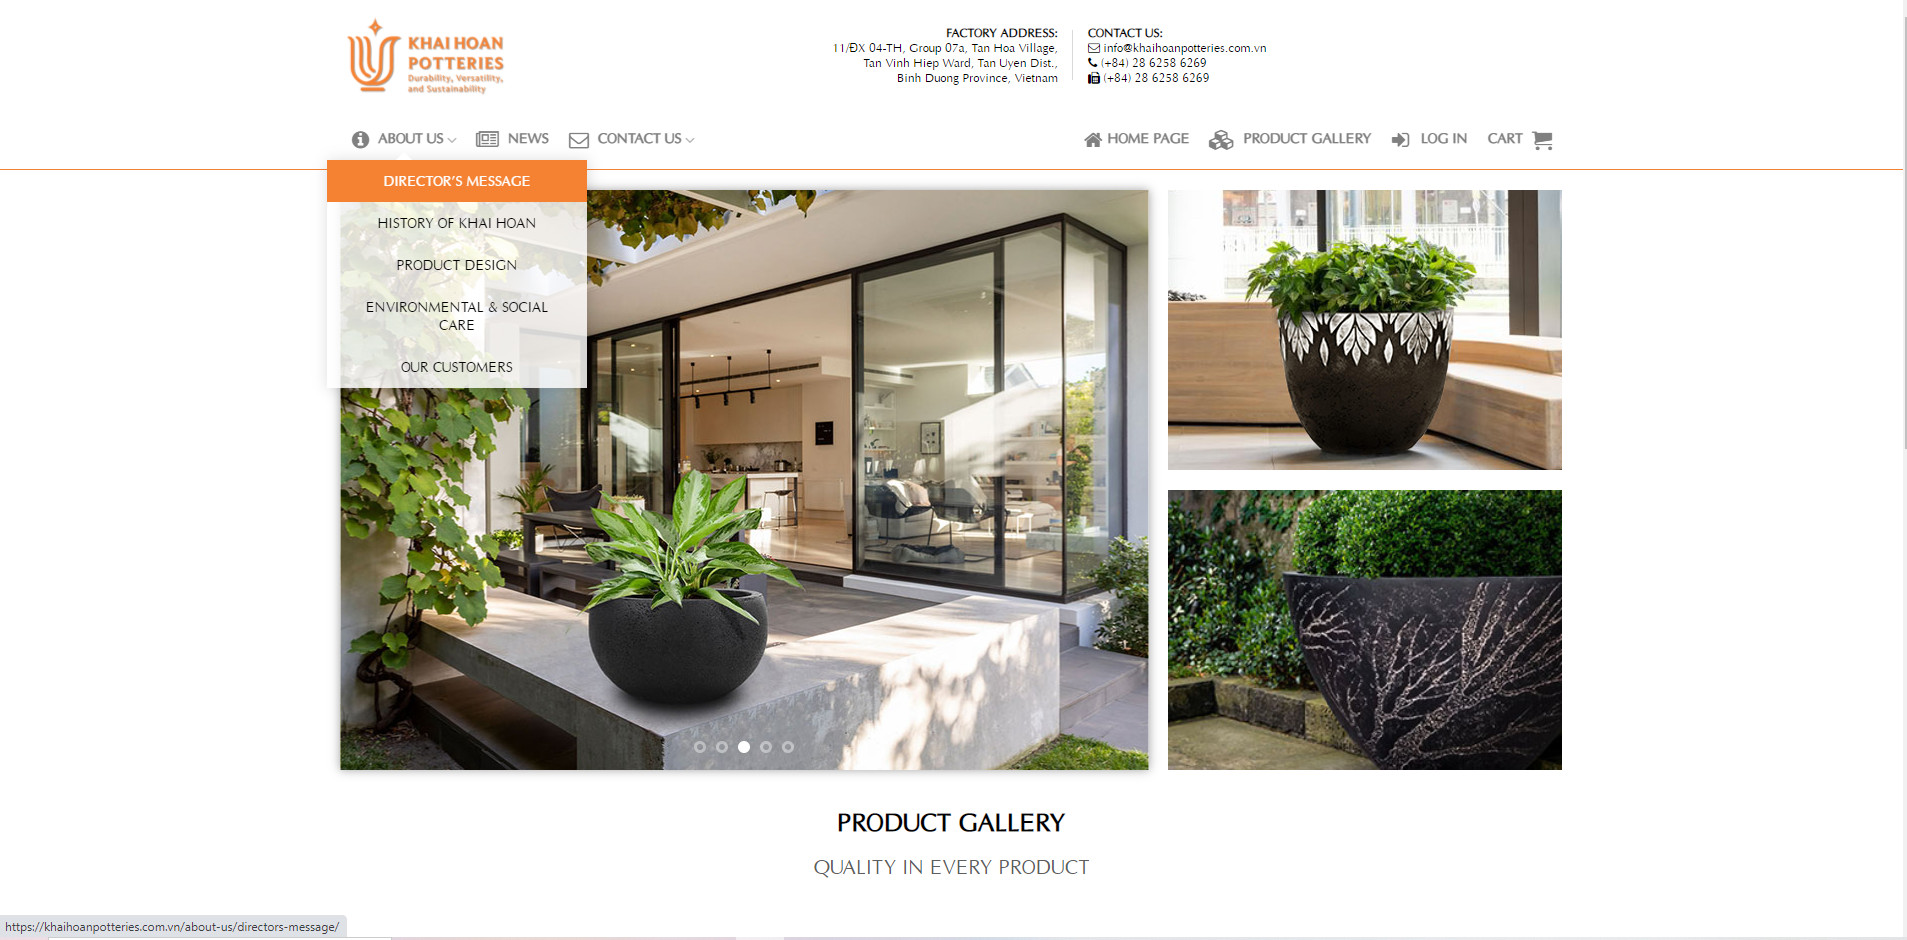 KHAI HOAN
POTTERIES
Durability, Versatility,
and Sustainability
FACTORY ADDRESS:
11/ĐX 04-TH, Group 07a, Tan Hoa Village,
Tan Vinh Hiep Ward, Tan Uyen Dist.,
Binh Duong Province, Vietnam
CONTACT US:
info@khaihoanpotteries.com.vn
(+84) 28 6258 6269
(+84) 28 6258 6269
ABOUT US
NEWS
CONTACT US
HOME PAGE
PRODUCT GALLERY
LOG IN
CART
DIRECTOR'S MESSAGE
HISTORY OF KHAI HOAN
PRODUCT DESIGN
ENVIRONMENTAL & SOCIAL
CARE
OUR CUSTOMERS
PRODUCT GALLERY
QUALITY IN EVERY PRODUCT
https://khaihoanpotteries.com.vn/about-us/directors-message/